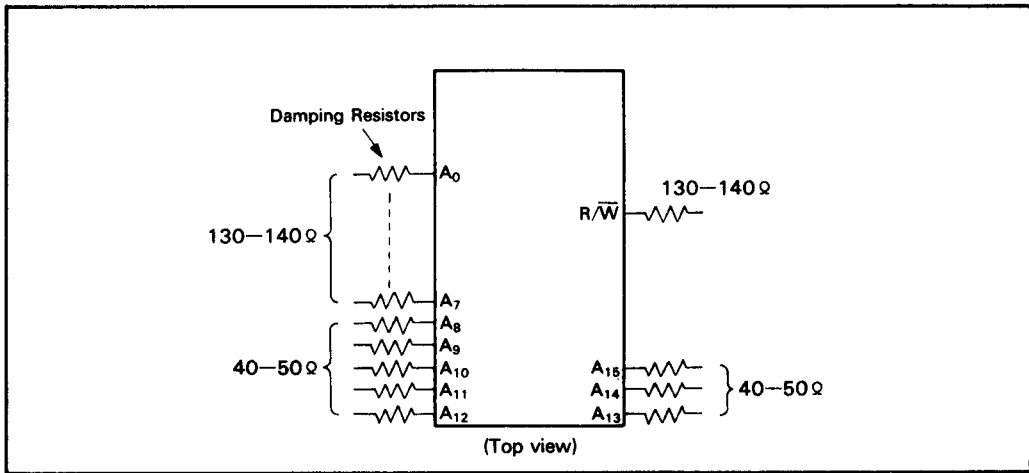 Damping Resistors
A₀
130—140Ω
R/W̅
130—140Ω
A₇
A₈
A₉
40—50Ω
A₁₀
A₁₁
A₁₂
A₁₅
A₁₄
40—50Ω
A₁₃
(Top view)